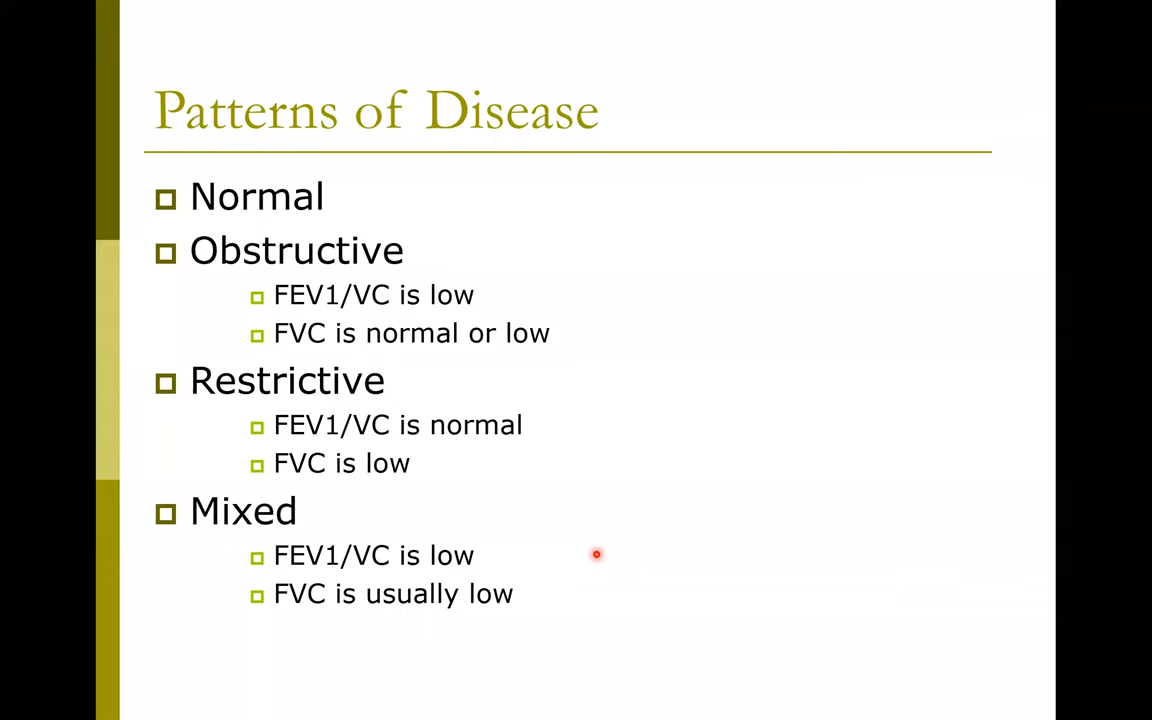 Patterns of Disease
Normal
Obstructive
FEV1/VC is low
FVC is normal or low
Restrictive
FEV1/VC is normal
FVC is low
Mixed
FEV1/VC is low
FVC is usually low